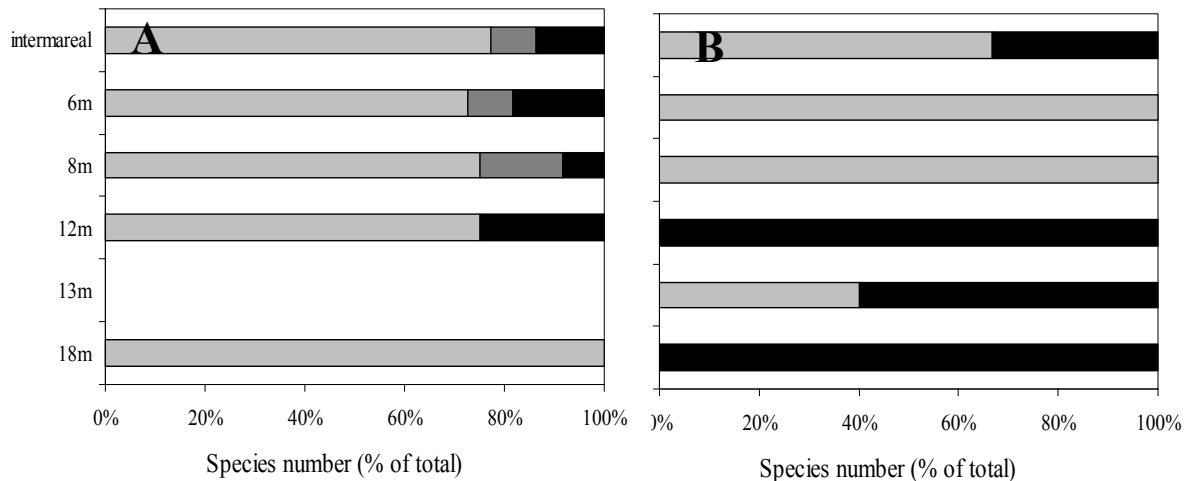 A
B
intermareal
6m
8m
12m
13m
18m
0% 20% 40% 60% 80% 100%
0% 20% 40% 60% 80% 100%
Species number (% of total)
Species number (% of total)